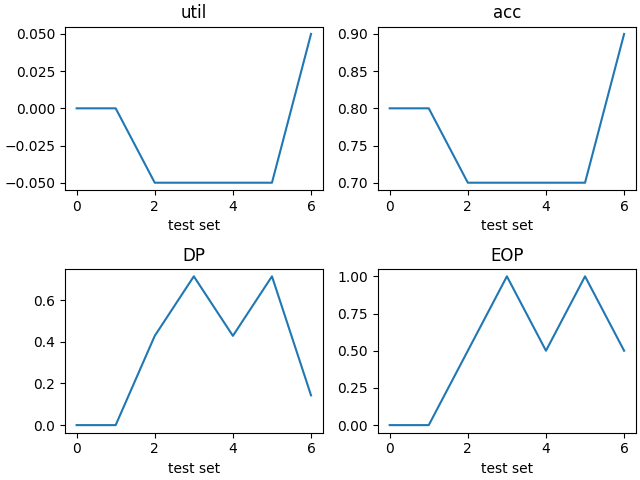 util
0.050
0.025
0.000
−0.025
−0.050
0 2 4 6
test set
acc
0.90
0.85
0.80
0.75
0.70
0 2 4 6
test set
DP
0.6
0.4
0.2
0.0
0 2 4 6
test set
EOP
1.00
0.75
0.50
0.25
0.00
0 2 4 6
test set